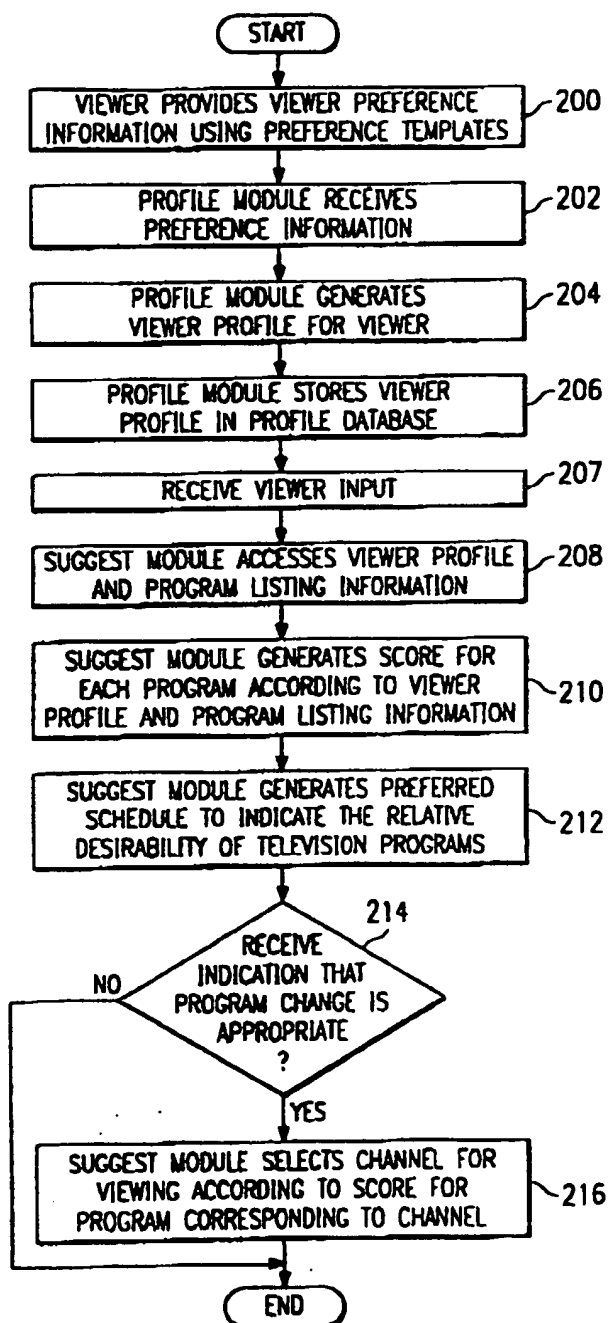 START
VIEWER PROVIDES VIEWER PREFERENCE
INFORMATION USING PREFERENCE TEMPLATES
200
PROFILE MODULE RECEIVES
PREFERENCE INFORMATION
202
PROFILE MODULE GENERATES
VIEWER PROFILE FOR VIEWER
204
PROFILE MODULE STORES VIEWER
PROFILE IN PROFILE DATABASE
206
RECEIVE VIEWER INPUT
207
SUGGEST MODULE ACCESSES VIEWER PROFILE
AND PROGRAM LISTING INFORMATION
208
SUGGEST MODULE GENERATES SCORE FOR
EACH PROGRAM ACCORDING TO VIEWER
PROFILE AND PROGRAM LISTING INFORMATION
210
SUGGEST MODULE GENERATES PREFERRED
SCHEDULE TO INDICATE THE RELATIVE
DESIRABILITY OF TELEVISION PROGRAMS
212
214
RECEIVE
INDICATION THAT
PROGRAM CHANGE IS
APPROPRIATE
?
NO
YES
SUGGEST MODULE SELECTS CHANNEL FOR
VIEWING ACCORDING TO SCORE FOR
PROGRAM CORRESPONDING TO CHANNEL
216
END